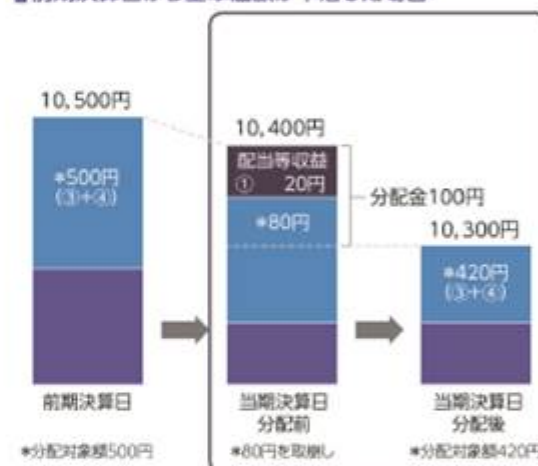 10,500円
*500円
(③+④)
前期決算日
*分配対象額500円
10,400円
配当等収益
① 20円
*80円
分配金100円
当期決算日
分配前
*80円を取崩し
10,300円
*420円
(③+④)
当期決算日
分配後
*分配対象額420円